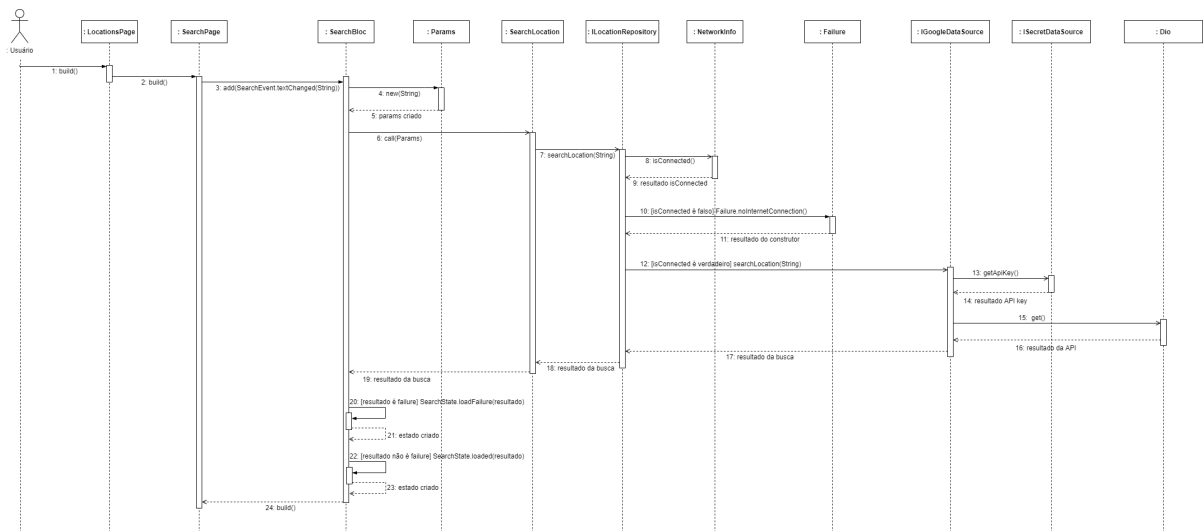 : Usuário
: LocationsPage
: SearchPage
: SearchBloc
: Params
: SearchLocation
: ILocationRepository
: NetworkInfo
: Failure
: IGoogleDataSource
: ISecretDataSource
: Dio
1: build()
2: build()
3: add(SearchEvent.textChanged(String))
4: new(String)
5: params criado
6: call(Params)
7: searchLocation(String)
8: isConnected()
9: resultado isConnected
10: [isConnected é falso] Failure.noInternetConnection()
11: resultado do construtor
12: [isConnected é verdadeiro] searchLocation(String)
13: getApiKey()
14: resultado API key
15: get()
16: resultado da API
17: resultado da busca
18: resultado da busca
19: resultado da busca
20: [resultado é failure] SearchState.loadFailure(resultado)
21: estado criado
22: [resultado não é failure] SearchState.loaded(resultado)
23: estado criado
24: build()